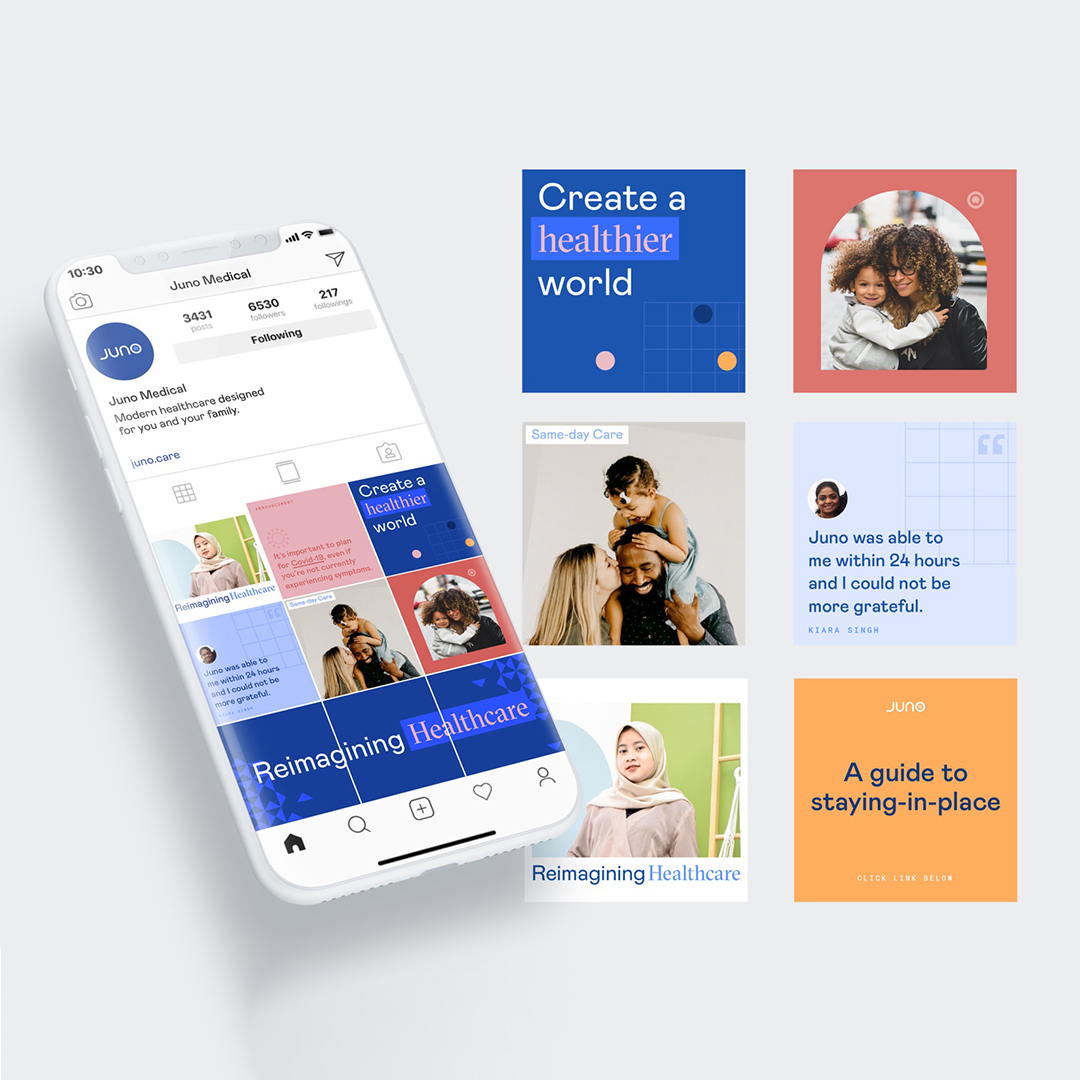 10:30
Juno Medical
3431
posts
6530
followers
217
followings
Following
JUNO
Juno Medical
Modern healthcare designed
for you and your family.
juno.care
Reimagining Healthcare
ANNOUNCEMENT
It's important to plan
for Covid-19, even if
you're not currently
experiencing symptoms.
Create a
healthier
world
Juno was able to
me within 24 hours
and I could not be
more grateful.
KIARA SINGH
Same-day Care
Reimagining Healthcare
Create a
healthier
world
Same-day Care
Juno was able to
me within 24 hours
and I could not be
more grateful.
KIARA SINGH
Reimagining Healthcare
JUNO
A guide to
staying-in-place
CLICK LINK BELOW